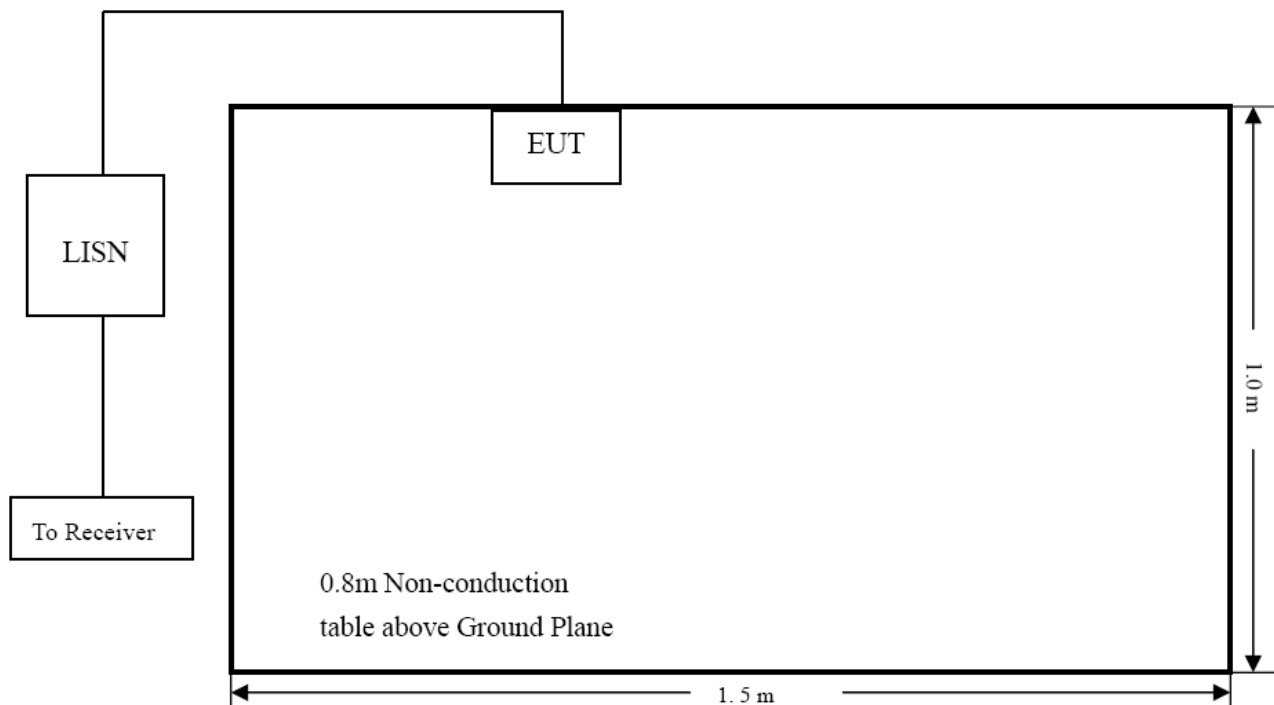 EUT
LISN
1.0 m
To Receiver
0.8m Non-conduction
table above Ground Plane
1. 5 m